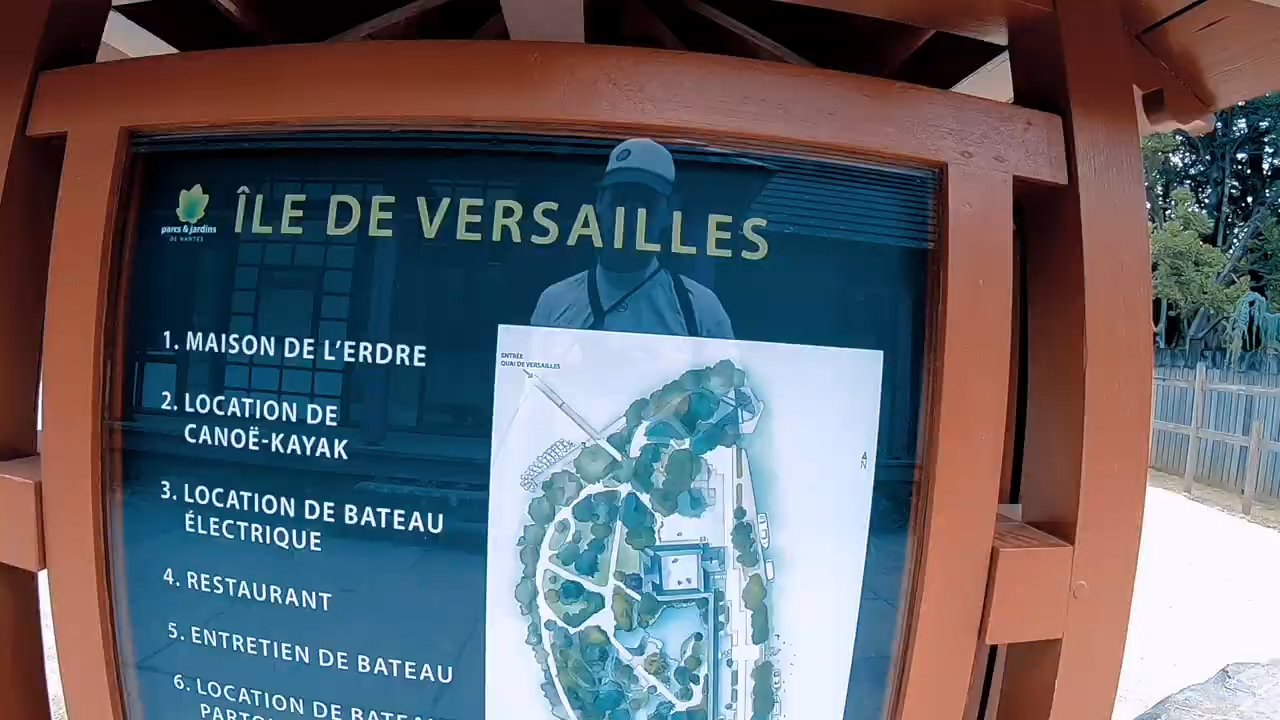 parcs & jardins
DE NANTES
ÎLE DE VERSAILLES
1. MAISON DE L'ERDRE
2. LOCATION DE
CANOË-KAYAK
3. LOCATION DE BATEAU
ÉLECTRIQUE
4. RESTAURANT
5. ENTRETIEN DE BATEAU
6. LOCATION DE
ENTRÉE
QUAI DE VERSAILLES
N